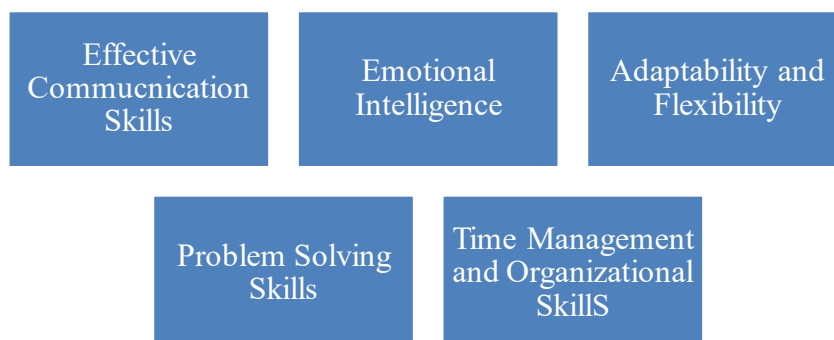 Effective
Commucnication
Skills
Emotional
Intelligence
Adaptability and
Flexibility
Problem Solving
Skills
Time Management
and Organizational
SkillS